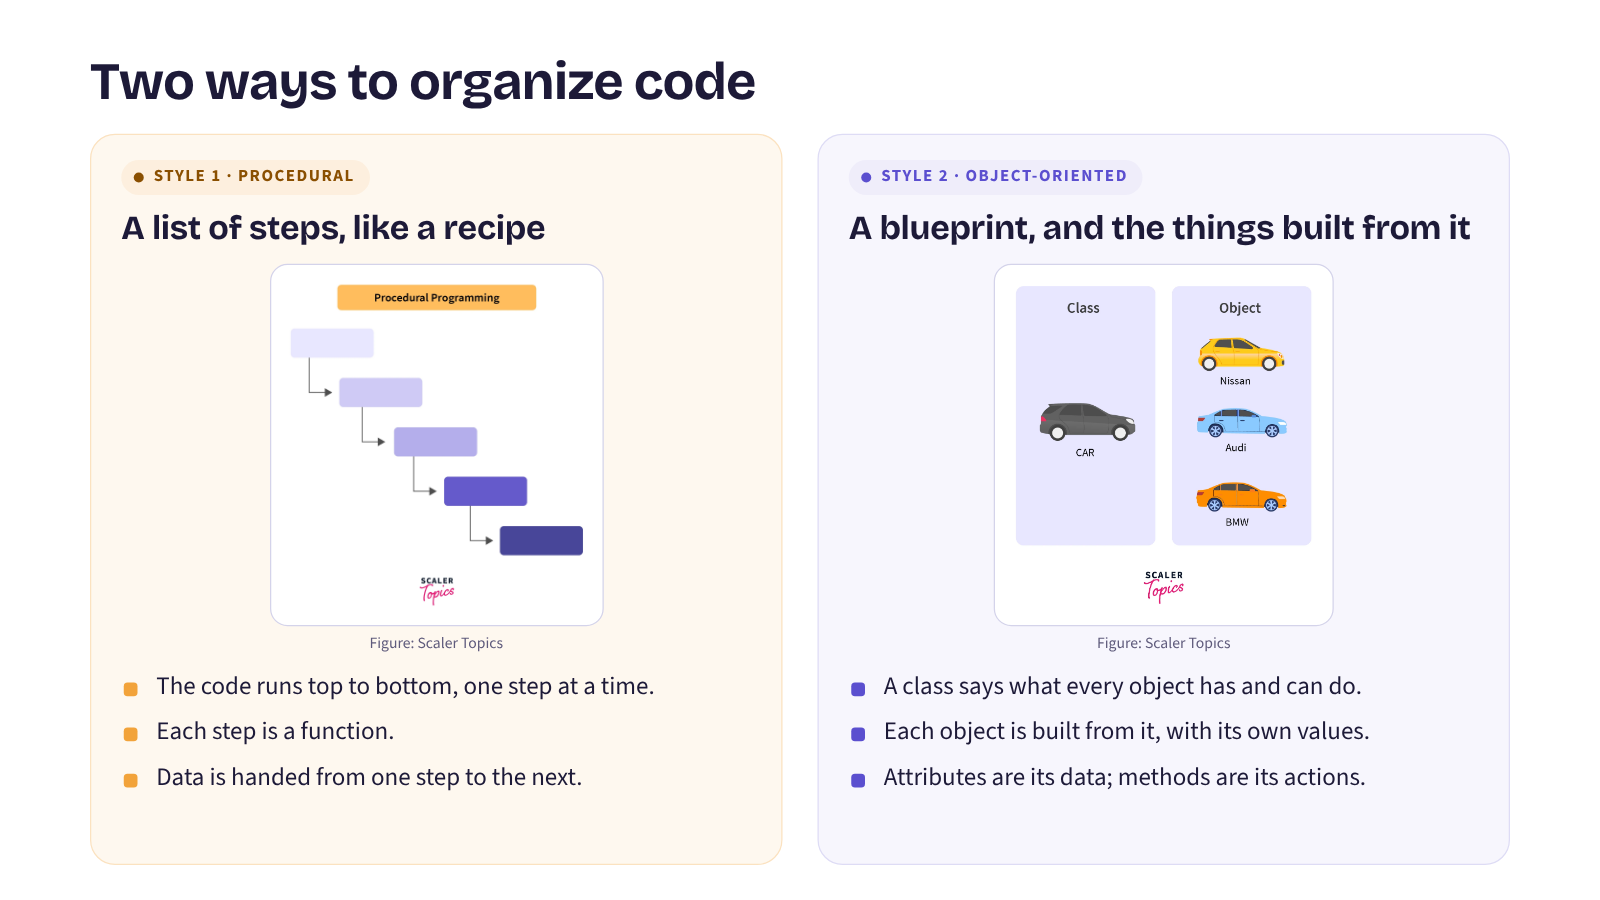 Two ways to organize code
STYLE 1 · PROCEDURAL
A list of steps, like a recipe
Procedural Programming
SCALER
Topics
Figure: Scaler Topics
The code runs top to bottom, one step at a time.
Each step is a function.
Data is handed from one step to the next.
STYLE 2 · OBJECT-ORIENTED
A blueprint, and the things built from it
Class
CAR
Object
Nissan
Audi
BMW
SCALER
Topics
Figure: Scaler Topics
A class says what every object has and can do.
Each object is built from it, with its own values.
Attributes are its data; methods are its actions.